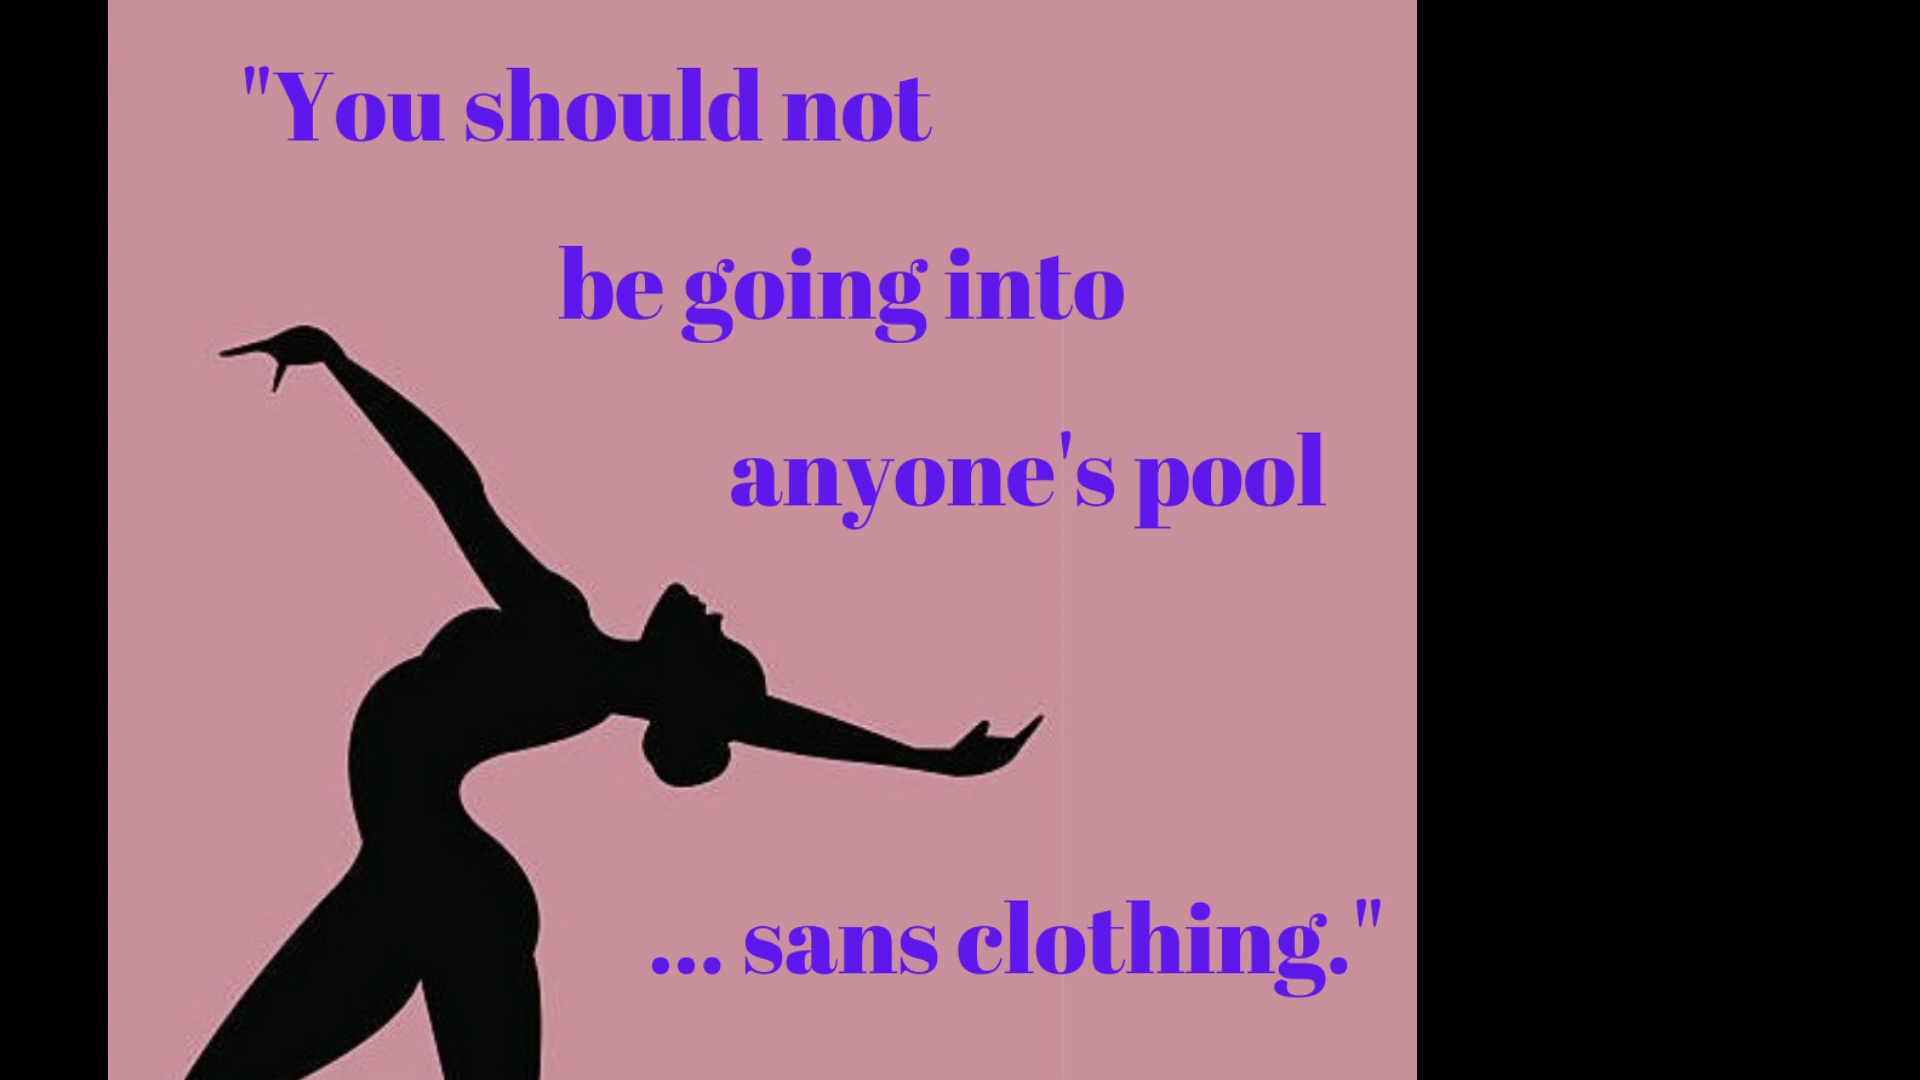 "You should not
be going into
anyone's pool
... sans clothing."